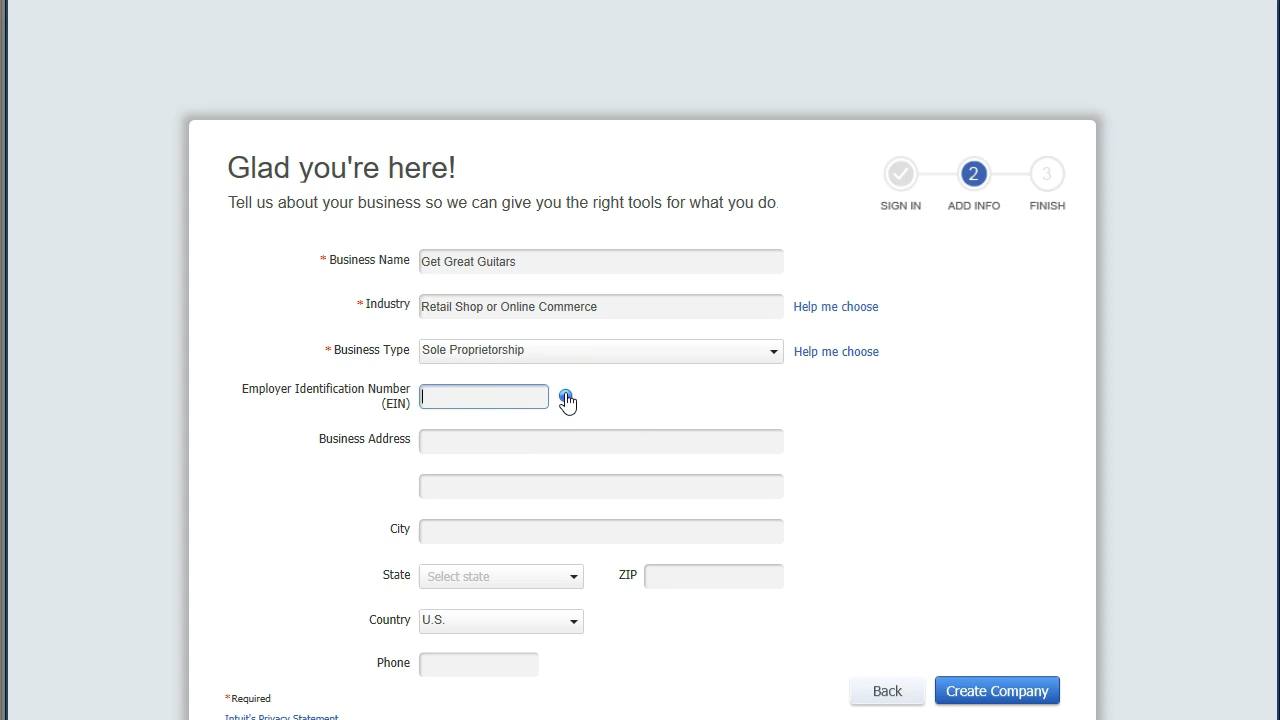 Glad you're here!
Tell us about your business so we can give you the right tools for what you do.
2
3
SIGN IN
ADD INFO
FINISH
* Business Name
Get Great Guitars
* Industry
Retail Shop or Online Commerce
Help me choose
* Business Type
Sole Proprietorship
Help me choose
Employer Identification Number
(EIN)
Business Address
City
State
Select state
ZIP
Country
U.S.
Phone
Back
Create Company
*Required
Intuit's Privacy Statement